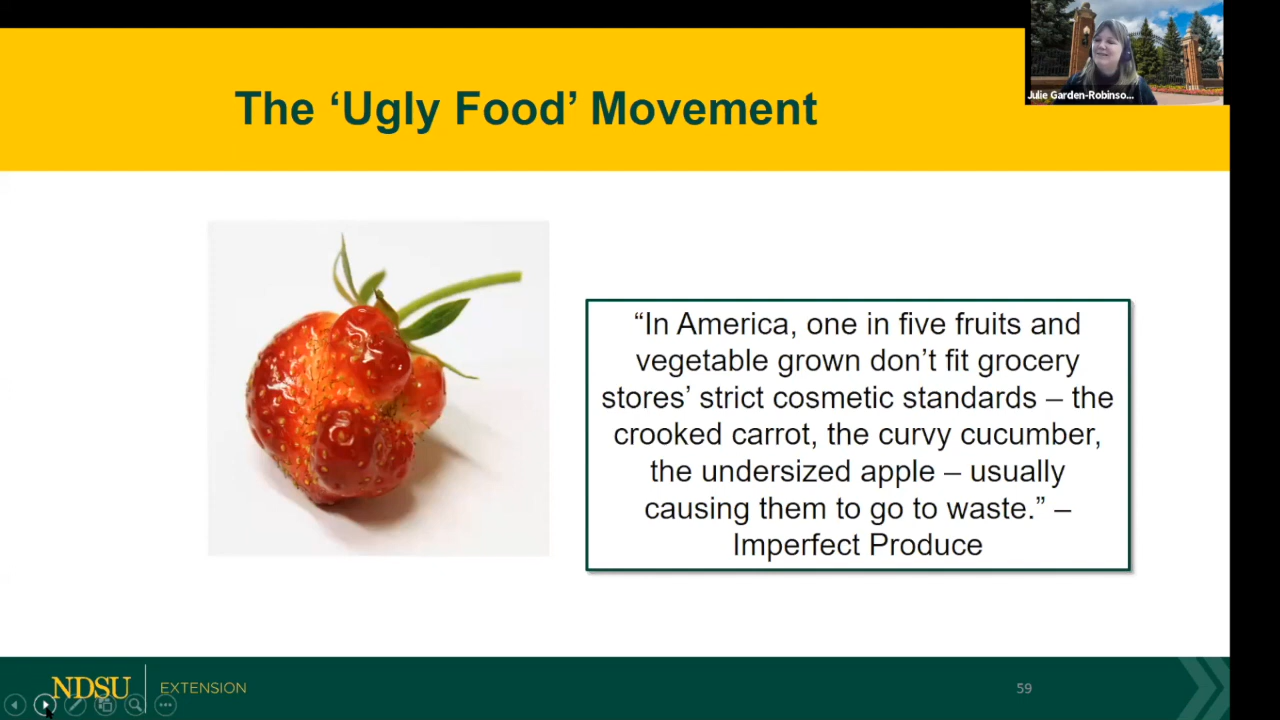 Julie Garden-Robinso...
The ‘Ugly Food’ Movement
“In America, one in five fruits and
vegetable grown don’t fit grocery
stores’ strict cosmetic standards – the
crooked carrot, the curvy cucumber,
the undersized apple – usually
causing them to go to waste.” –
Imperfect Produce
NDSU
EXTENSION
59